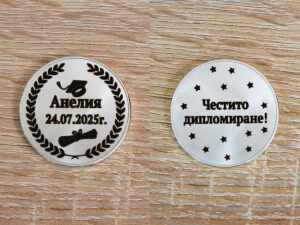 Анелия
24.07.2025г.
Честито
дипломиране!